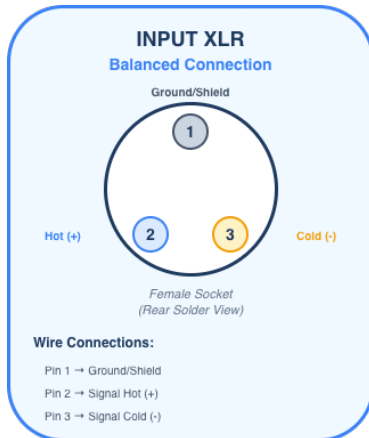 INPUT XLR
Balanced Connection
Ground/Shield
1
Hot (+)
2
3
Cold (-)
Female Socket
(Rear Solder View)
Wire Connections:
Pin 1 → Ground/Shield
Pin 2 → Signal Hot (+)
Pin 3 → Signal Cold (-)